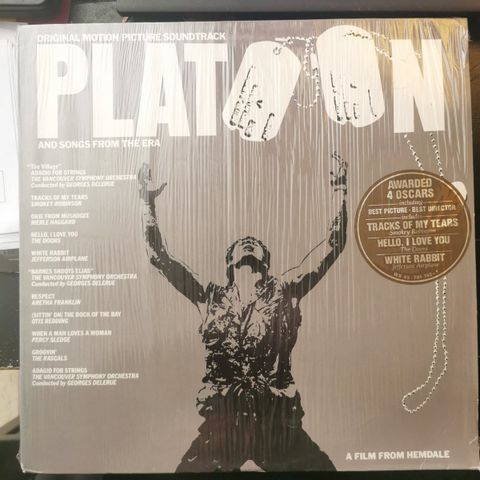 ORIGINAL MOTION PICTURE SOUNDTRACK
PLATOON
AND SONGS FROM THE ERA
"The Village"
ADAGIO FOR STRINGS
THE VANCOUVER SYMPHONY ORCHESTRA
Conducted by GEORGES DELERUE
TRACKS OF MY TEARS
SMOKEY ROBINSON
OKIE FROM MUSKOGEE
MERLE HAGGARD
HELLO, I LOVE YOU
THE DOORS
WHITE RABBIT
JEFFERSON AIRPLANE
"BARNES SHOOTS ELIAS"
THE VANCOUVER SYMPHONY ORCHESTRA
Conducted by GEORGES DELERUE
RESPECT
ARETHA FRANKLIN
(SITTIN' ON) THE DOCK OF THE BAY
OTIS REDDING
WHEN A MAN LOVES A WOMAN
PERCY SLEDGE
GROOVIN'
THE RASCALS
ADAGIO FOR STRINGS
THE VANCOUVER SYMPHONY ORCHESTRA
Conducted by GEORGES DELERUE
AWARDED
4 OSCARS
including
BEST PICTURE · BEST DIRECTOR
TRACKS OF MY TEARS
Smokey Robinson
HELLO, I LOVE YOU
The Doors
WHITE RABBIT
Jefferson Airplane
A FILM FROM HEMDALE